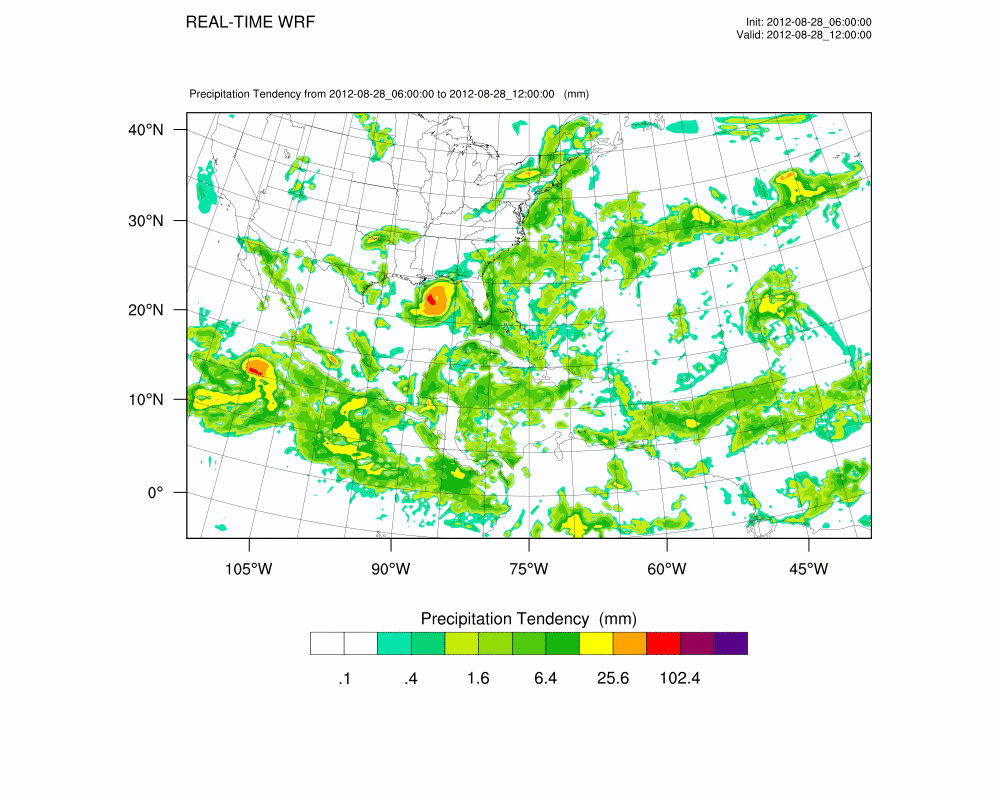 REAL-TIME WRF
Init: 2012-08-28_06:00:00
Valid: 2012-08-28_12:00:00
Precipitation Tendency from 2012-08-28_06:00:00 to 2012-08-28_12:00:00 (mm)
40°N
30°N
20°N
10°N
0°
105°W 90°W 75°W 60°W 45°W
Precipitation Tendency (mm)
.1 .4 1.6 6.4 25.6 102.4